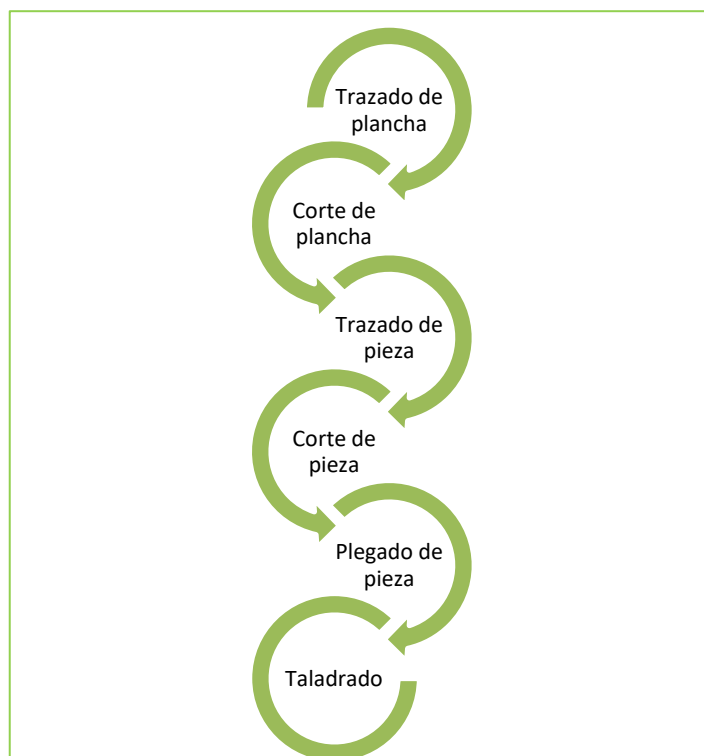 Trazado de
plancha
Corte de
plancha
Trazado de
pieza
Corte de
pieza
Plegado de
pieza
Taladrado